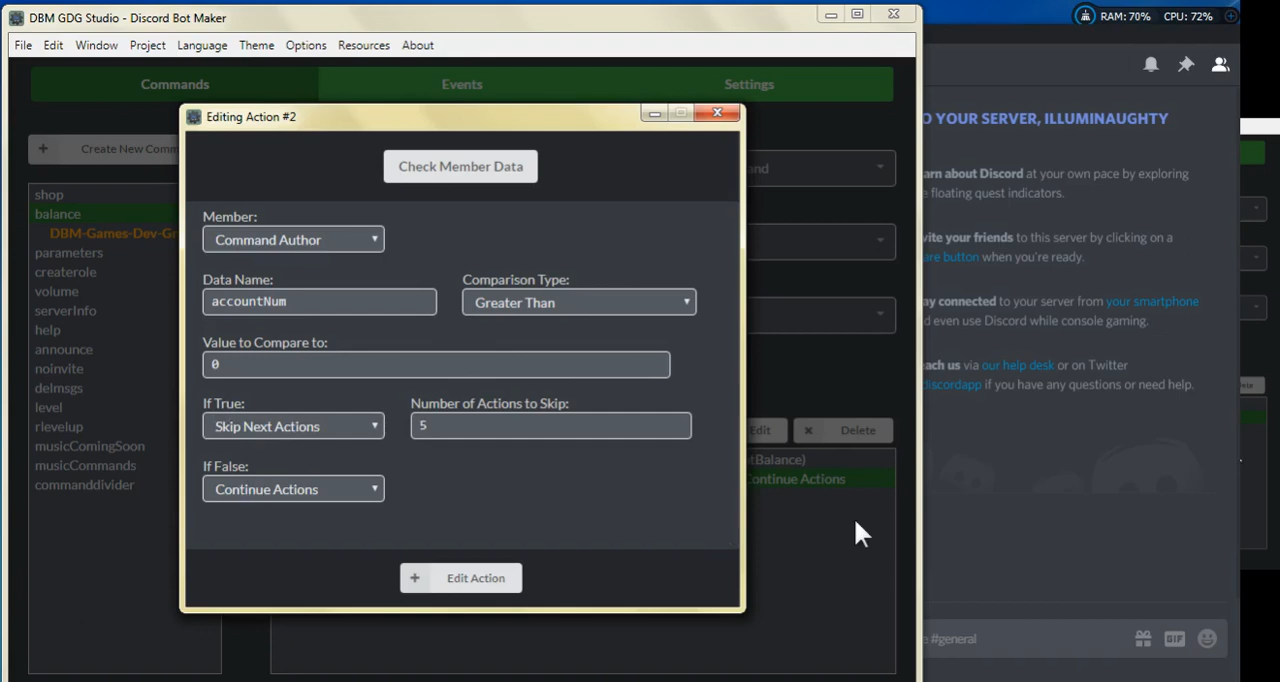 DBM GDG Studio - Discord Bot Maker
RAM: 70% CPU: 72%
File Edit Window Project Language Theme Options Resources About
Commands Events Settings
Editing Action #2
Create New Comm
Check Member Data
shop
balance
DBM-Games-Dev-Gr
parameters
createrole
volume
serverInfo
help
announce
noinvite
delmsgs
level
rlevelup
musicComingSoon
musicCommands
commanddivider
Member:
Command Author
Data Name:
Comparison Type:
accountNum
Greater Than
Value to Compare to:
0
If True:
Number of Actions to Skip:
Skip Next Actions
5
If False:
Continue Actions
Edit Action
and
Edit
Delete
tBalance)
Continue Actions
O YOUR SERVER, ILLUMINAUGHTY
arn about Discord at your own pace by exploring
e floating quest indicators.
vite your friends to this server by clicking on a
are button when you're ready.
ay connected to your server from your smartphone
d even use Discord while console gaming.
ach us via our help desk or on Twitter
discordapp if you have any questions or need help.
e #general
GIF